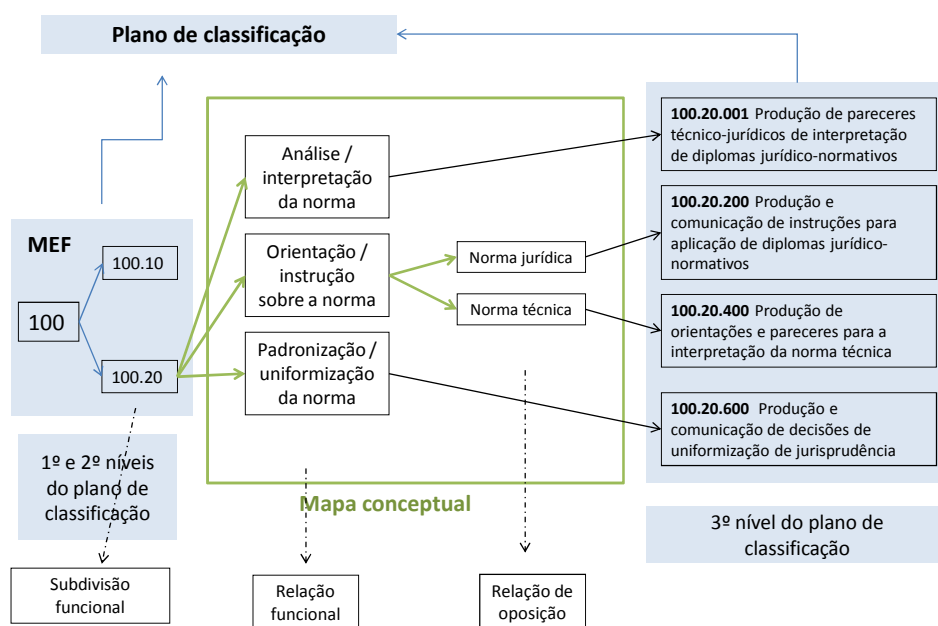 Plano de classificação
MEF
100
100.10
100.20
1º e 2º níveis
do plano de
classificação
Subdivisão
funcional
Análise /
interpretação
da norma
Orientação /
instrução
sobre a norma
Padronização /
uniformização
da norma
Norma jurídica
Norma técnica
Mapa conceptual
Relação
funcional
Relação de
oposição
100.20.001 Produção de pareceres
técnico-jurídicos de interpretação
de diplomas jurídico-normativos
100.20.200 Produção e
comunicação de instruções para
aplicação de diplomas jurídico-
normativos
100.20.400 Produção de
orientações e pareceres para a
interpretação da norma técnica
100.20.600 Produção e
comunicação de decisões de
uniformização de jurisprudência
3º nível do plano de
classificação